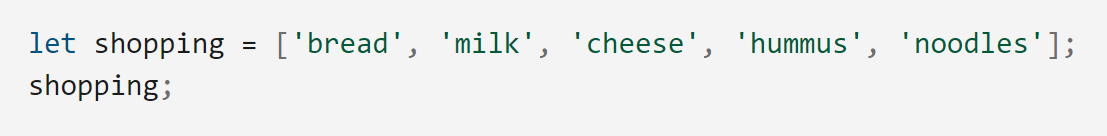 let shopping = ['bread', 'milk', 'cheese', 'hummus', 'noodles'];
shopping;